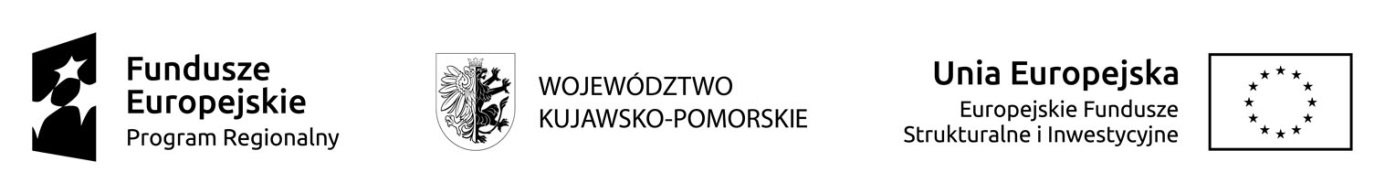 Fundusze
Europejskie
Program Regionalny
WOJEWÓDZTWO
KUJAWSKO-POMORSKIE
Unia Europejska
Europejskie Fundusze
Strukturalne i Inwestycyjne